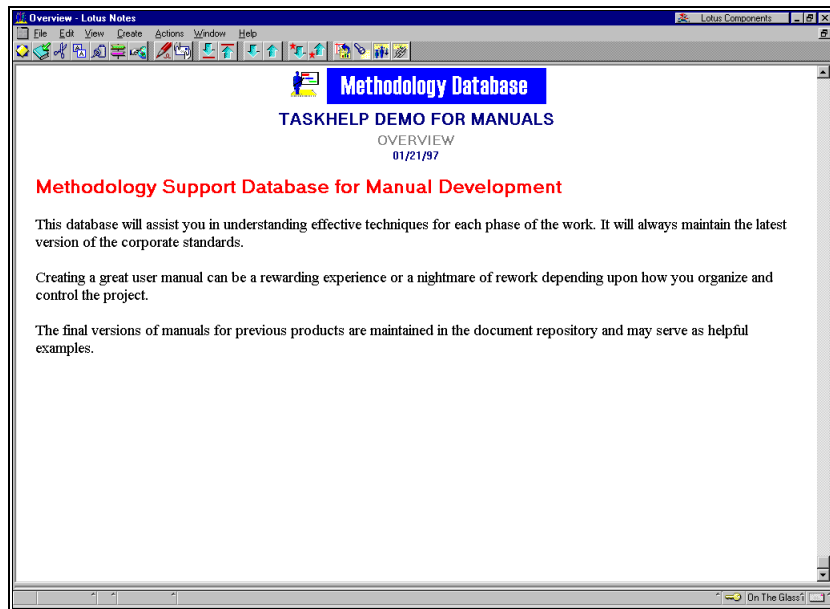 Overview - Lotus Notes
Lotus Components
File Edit View Create Actions Window Help
Methodology Database
TASKHELP DEMO FOR MANUALS
OVERVIEW
01/21/97
Methodology Support Database for Manual Development
This database will assist you in understanding effective techniques for each phase of the work. It will always maintain the latest
version of the corporate standards.
Creating a great user manual can be a rewarding experience or a nightmare of rework depending upon how you organize and
control the project.
The final versions of manuals for previous products are maintained in the document repository and may serve as helpful
examples.
On The Glass